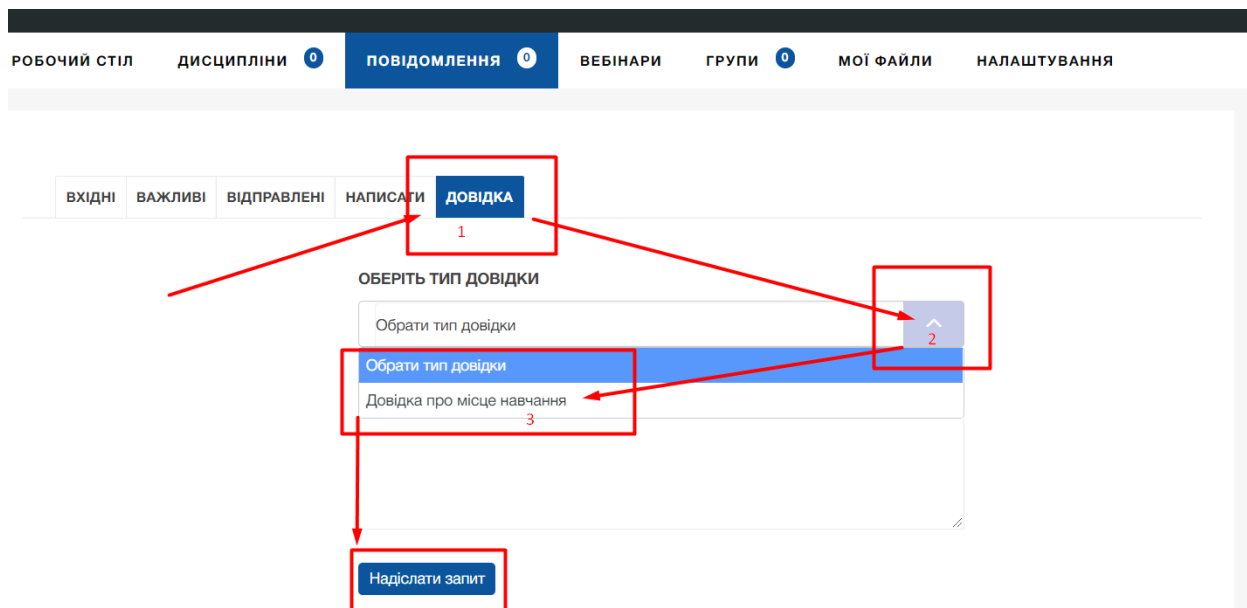 РОБОЧИЙ СТІЛ ДИСЦИПЛІНИ 0 ПОВІДОМЛЕННЯ 0 ВЕБІНАРИ ГРУПИ 0 МОЇ ФАЙЛИ НАЛАШТУВАННЯ
ВХІДНІ ВАЖЛИВІ ВІДПРАВЛЕНІ НАПИСАТИ ДОВІДКА
1
ОБЕРІТЬ ТИП ДОВІДКИ
Обрати тип довідки
2
Обрати тип довідки
Довідка про місце навчання
3
Надіслати запит